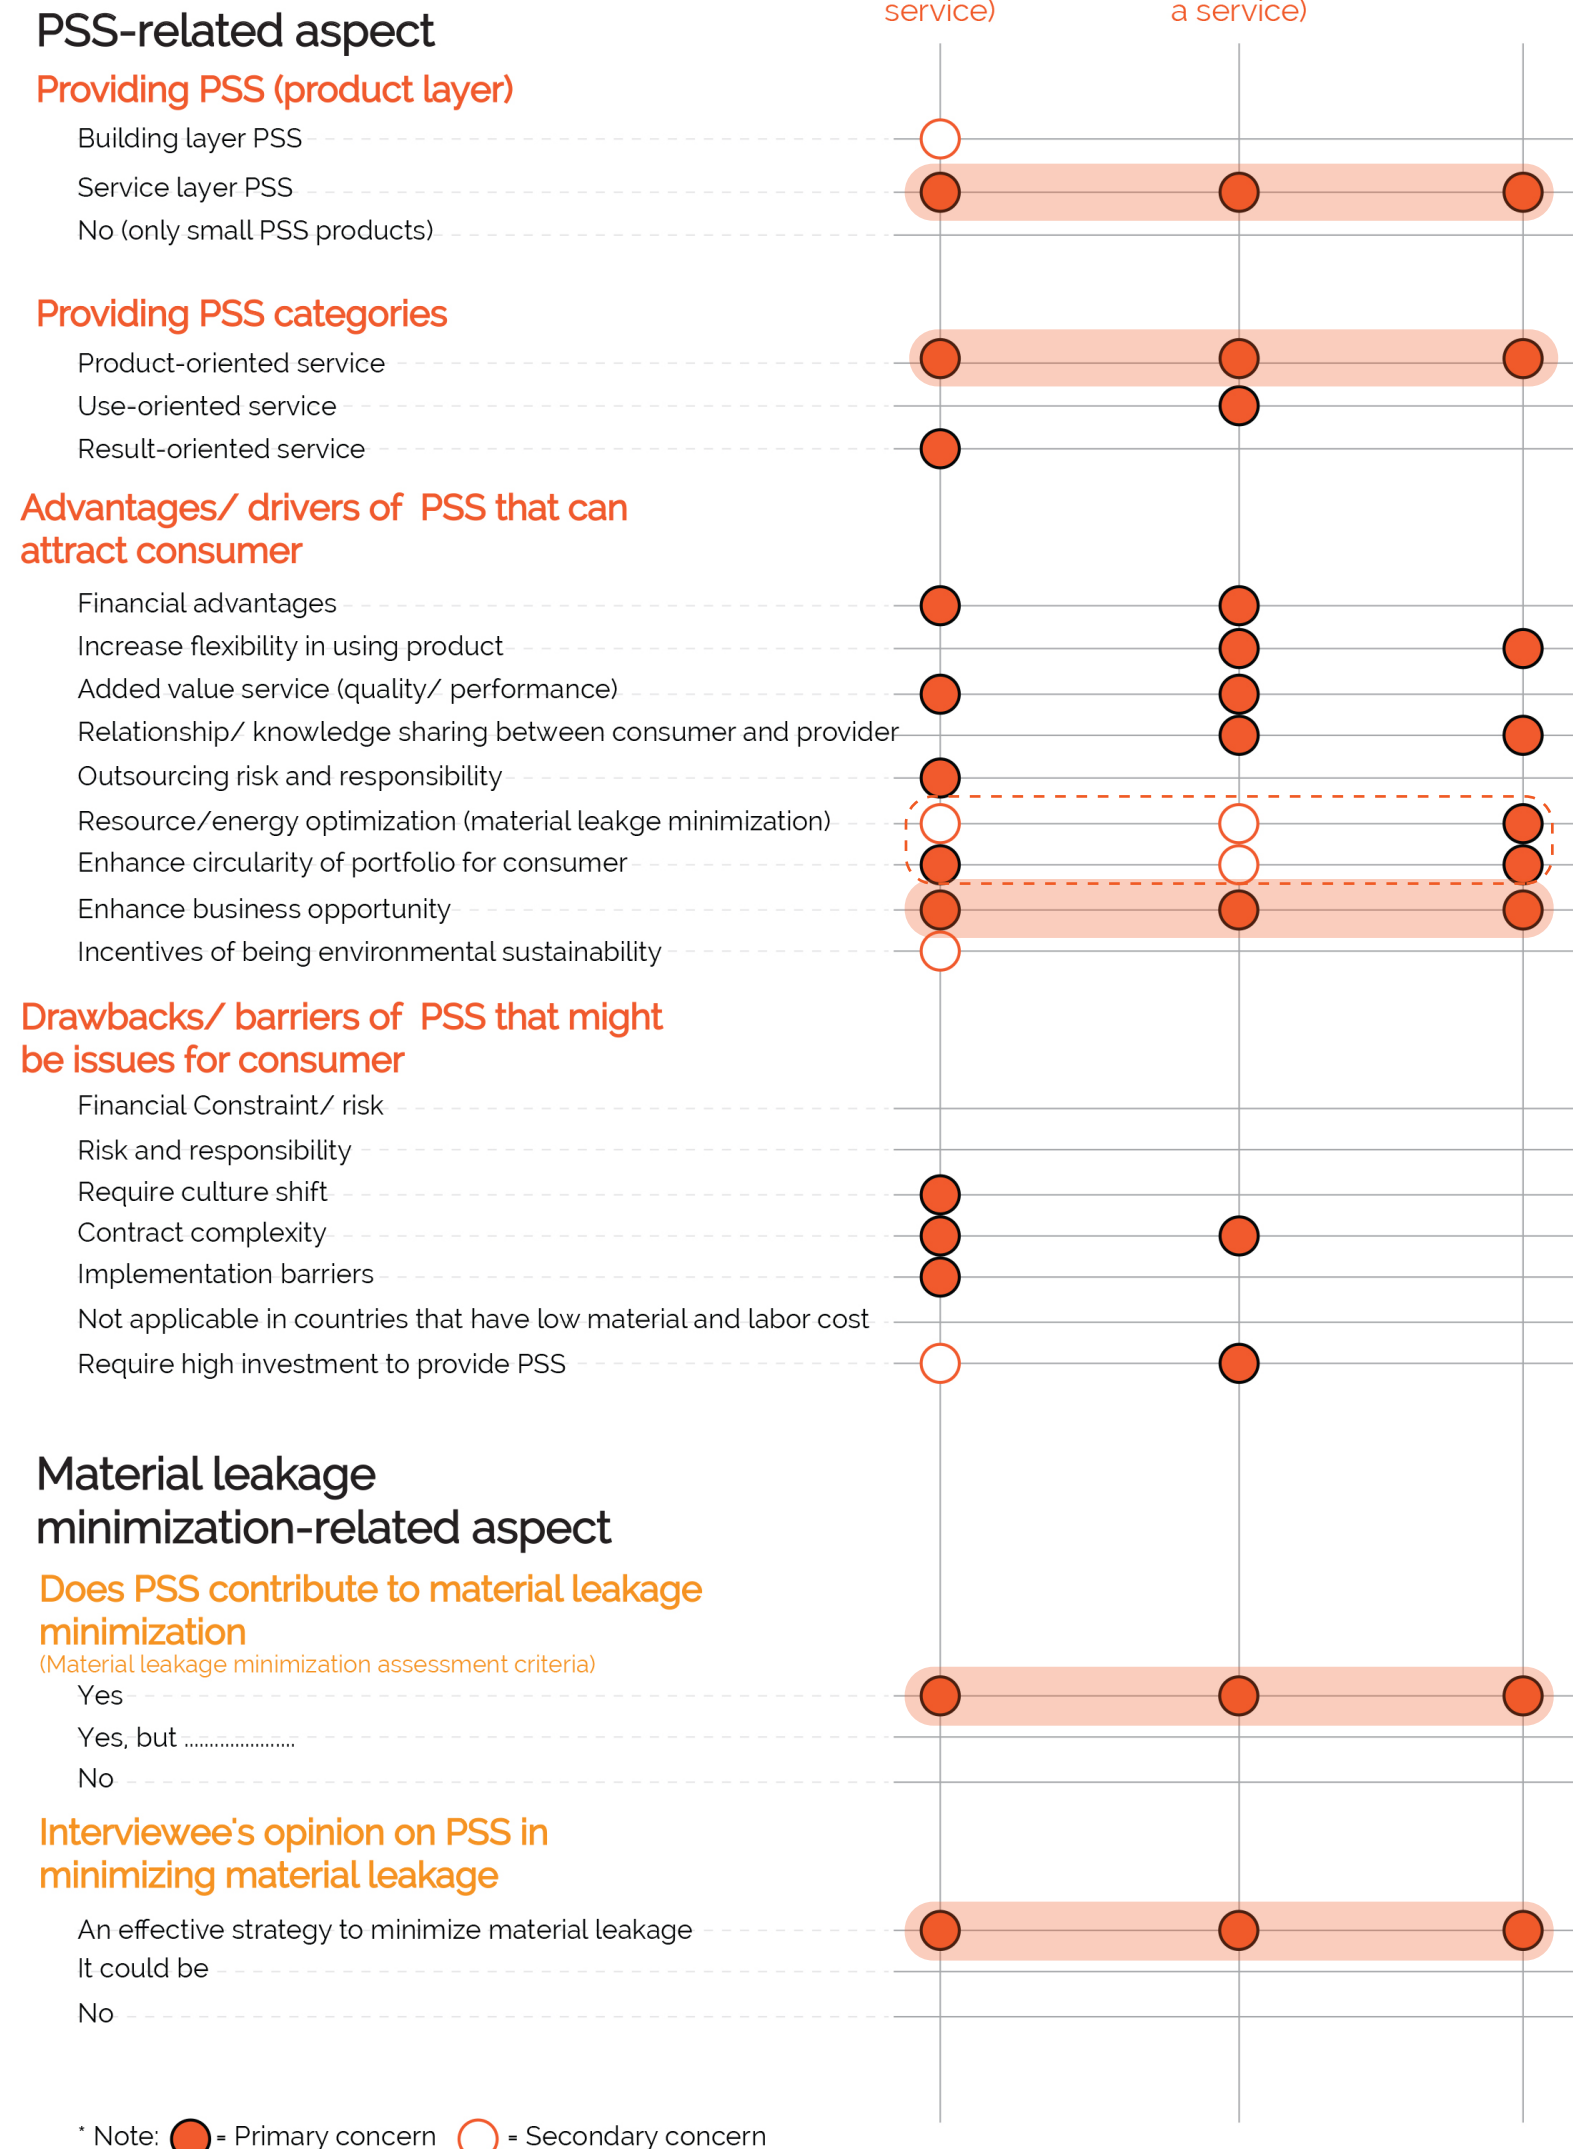 service)
a service)
PSS-related aspect
Providing PSS (product layer)
Building layer PSS
Service layer PSS
No (only small PSS products)
Providing PSS categories
Product-oriented service
Use-oriented service
Result-oriented service
Advantages/ drivers of PSS that can
attract consumer
Financial advantages
Increase flexibility in using product
Added value service (quality/ performance)
Relationship/ knowledge sharing between consumer and provider
Outsourcing risk and responsibility
Resource/energy optimization (material leakge minimization)
Enhance circularity of portfolio for consumer
Enhance business opportunity
Incentives of being environmental sustainability
Drawbacks/ barriers of PSS that might
be issues for consumer
Financial Constraint/ risk
Risk and responsibility
Require culture shift
Contract complexity
Implementation barriers
Not applicable in countries that have low material and labor cost
Require high investment to provide PSS
Material leakage
minimization-related aspect
Does PSS contribute to material leakage
minimization
(Material leakage minimization assessment criteria)
Yes
Yes, but ......................
No
Interviewee's opinion on PSS in
minimizing material leakage
An effective strategy to minimize material leakage
It could be
No
* Note: = Primary concern = Secondary concern